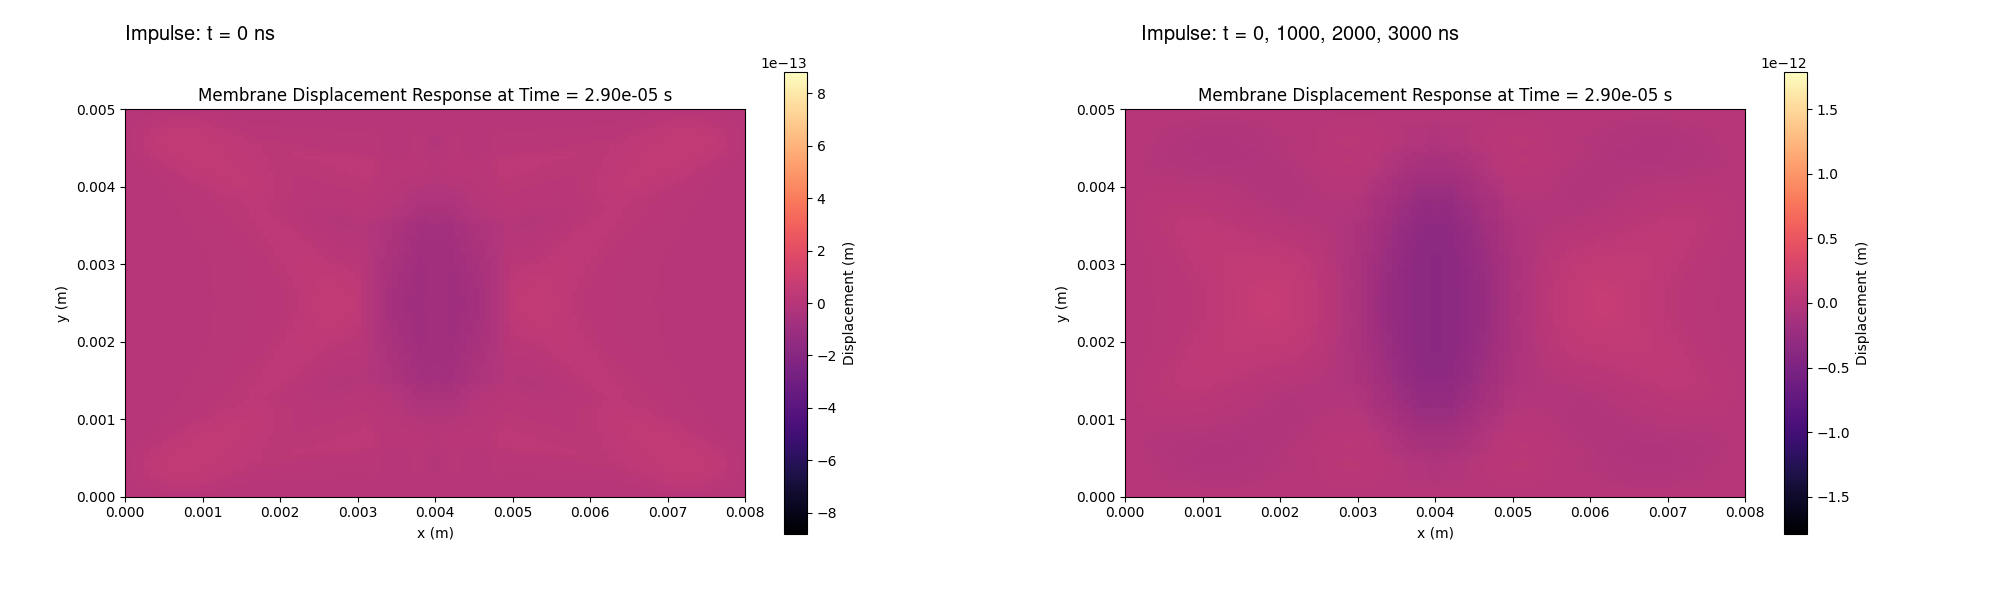 Impulse: t = 0 ns
1e−13
Membrane Displacement Response at Time = 2.90e-05 s
0.005
0.004
0.003
0.002
0.001
0.000
y (m)
0.000 0.001 0.002 0.003 0.004 0.005 0.006 0.007 0.008
x (m)
8
6
4
2
0
−2
−4
−6
−8
Displacement (m)
Impulse: t = 0, 1000, 2000, 3000 ns
1e−12
Membrane Displacement Response at Time = 2.90e-05 s
0.005
0.004
0.003
0.002
0.001
0.000
y (m)
0.000 0.001 0.002 0.003 0.004 0.005 0.006 0.007 0.008
x (m)
1.5
1.0
0.5
0.0
−0.5
−1.0
−1.5
Displacement (m)